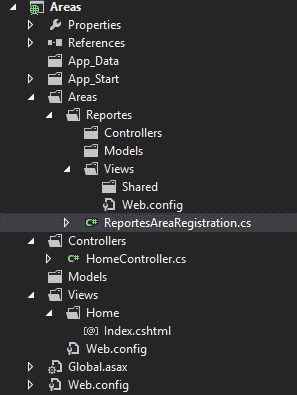 Areas
Properties
References
App_Data
App_Start
Areas
Reportes
Controllers
Models
Views
Shared
Web.config
C# ReportesAreaRegistration.cs
Controllers
C# HomeController.cs
Models
Views
Home
[@] Index.cshtml
Web.config
Global.asax
Web.config